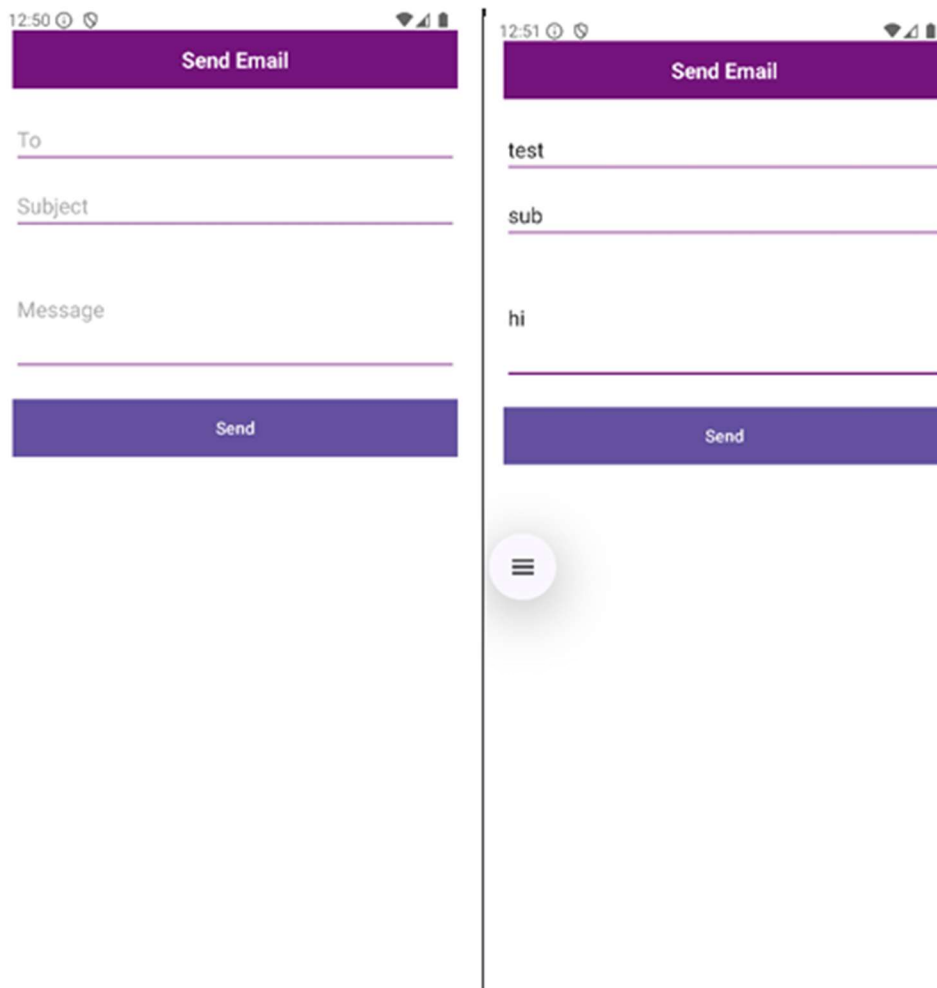 12:50
Send Email
To
Subject
Message
Send
12:51
Send Email
test
sub
hi
Send